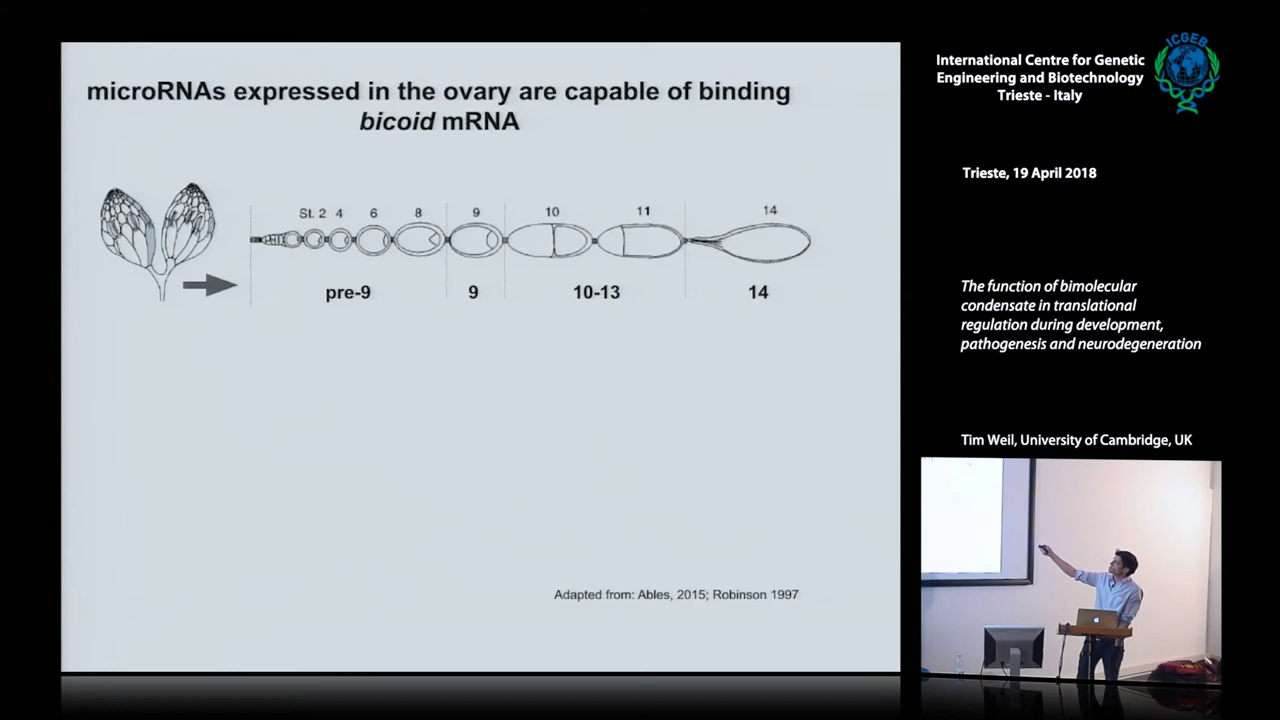 microRNAs expressed in the ovary are capable of binding
bicoid mRNA
St. 2 4 6 8 9 10 11 14
pre-9 9 10-13 14
Adapted from: Ables, 2015; Robinson 1997
International Centre for Genetic
Engineering and Biotechnology
Trieste - Italy
ICGEB
Trieste, 19 April 2018
The function of bimolecular
condensate in translational
regulation during development,
pathogenesis and neurodegeneration
Tim Weil, University of Cambridge, UK